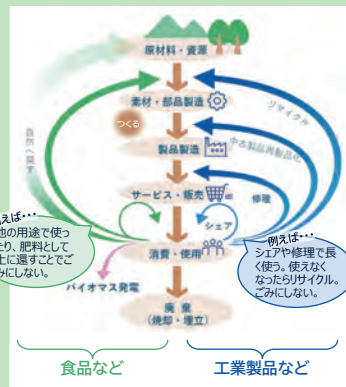 原材料・資源
リサイクル
素材・部品製造
つくる
自然へ戻す
中古製品再製品化
製品製造
サービス・販売
修理
シェア
例えば・・・
他の用途で使っ
たり、肥料として
土に還すことでご
みにしない。
例えば・・・
シェアや修理で長
く使う。使えなく
なったらリサイクル。
ごみにしない。
消費・使用
バイオマス発電
廃棄
（焼却・埋立）
食品など
工業製品など